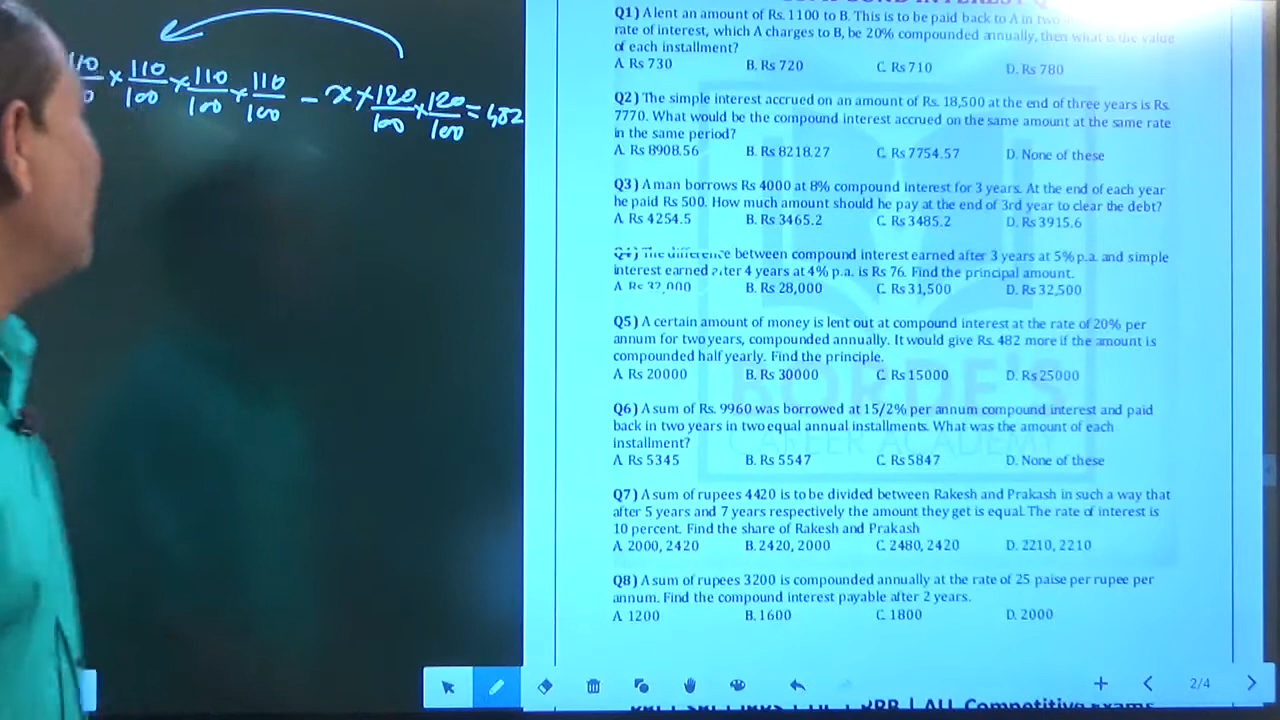 110/100 × 110/100 × 110/100 - x × 120/100 × 120/100 = 482
Q1) A lent an amount of Rs. 1100 to B. This is to be paid back to A in two
rate of interest, which A charges to B, be 20% compounded annually, then what is the value
of each installment?
A. Rs 730 B. Rs 720 C. Rs 710 D. Rs 780
Q2) The simple interest accrued on an amount of Rs. 18,500 at the end of three years is Rs.
7770. What would be the compound interest accrued on the same amount at the same rate
in the same period?
A. Rs 8908.56 B. Rs 8218.27 C. Rs 7754.57 D. None of these
Q3) A man borrows Rs 4000 at 8% compound interest for 3 years. At the end of each year
he paid Rs 500. How much amount should he pay at the end of 3rd year to clear the debt?
A. Rs 4254.5 B. Rs 3465.2 C. Rs 3485.2 D. Rs 3915.6
Q4) The difference between compound interest earned after 3 years at 5% p.a. and simple
interest earned after 4 years at 4% p.a. is Rs 76. Find the principal amount.
A. Rs 32,000 B. Rs 28,000 C. Rs 31,500 D. Rs 32,500
Q5) A certain amount of money is lent out at compound interest at the rate of 20% per
annum for two years, compounded annually. It would give Rs. 482 more if the amount is
compounded half yearly. Find the principle.
A. Rs 20000 B. Rs 30000 C. Rs 15000 D. Rs 25000
Q6) A sum of Rs. 9960 was borrowed at 15/2% per annum compound interest and paid
back in two years in two equal annual installments. What was the amount of each
installment?
A. Rs 5345 B. Rs 5547 C. Rs 5847 D. None of these
Q7) A sum of rupees 4420 is to be divided between Rakesh and Prakash in such a way that
after 5 years and 7 years respectively the amount they get is equal. The rate of interest is
10 percent. Find the share of Rakesh and Prakash
A. 2000, 2420 B. 2420, 2000 C. 2480, 2420 D. 2210, 2210
Q8) A sum of rupees 3200 is compounded annually at the rate of 25 paise per rupee per
annum. Find the compound interest payable after 2 years.
A. 1200 B. 1600 C. 1800 D. 2000
CAREER ACADEMY
2/4
ALL Competitive Exams